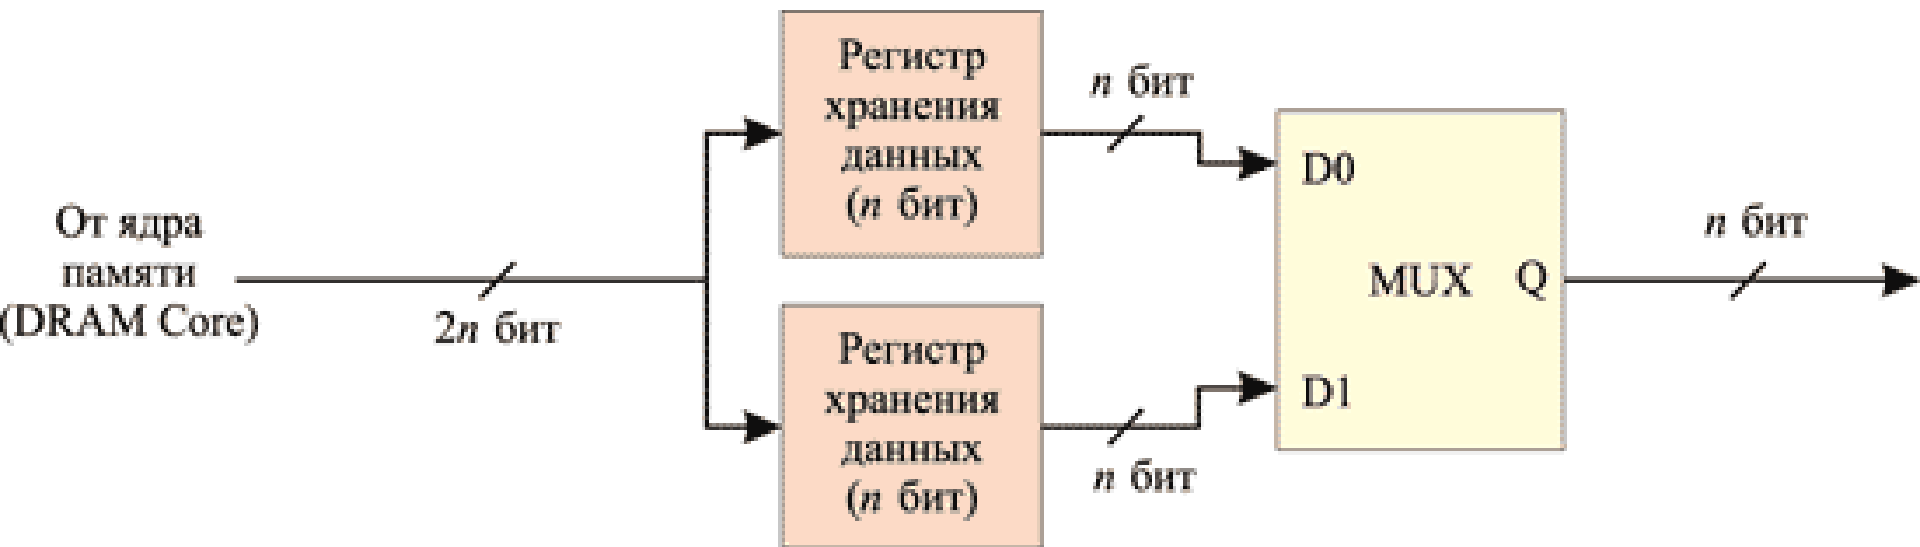 От ядра
памяти
(DRAM Core)
2n бит
Регистр
хранения
данных
(n бит)
n бит
Регистр
хранения
данных
(n бит)
n бит
D0
MUX Q
D1
n бит